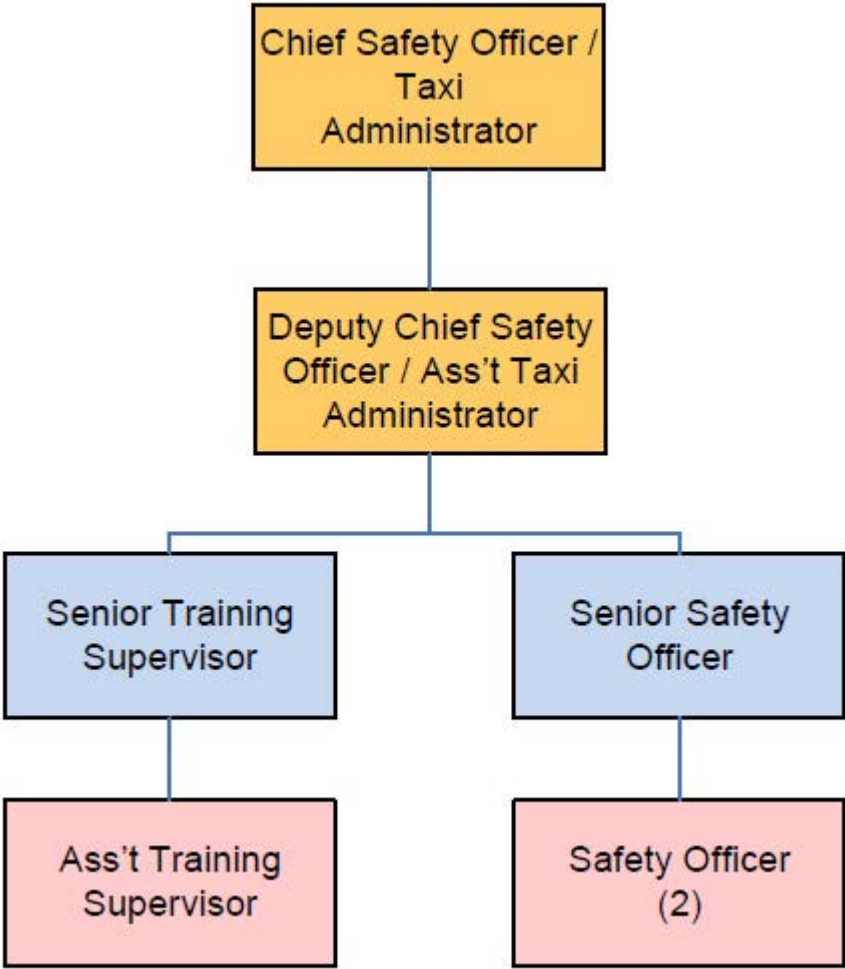 Chief Safety Officer /
Taxi
Administrator
Deputy Chief Safety
Officer / Ass't Taxi
Administrator
Senior Training
Supervisor
Senior Safety
Officer
Ass't Training
Supervisor
Safety Officer
(2)